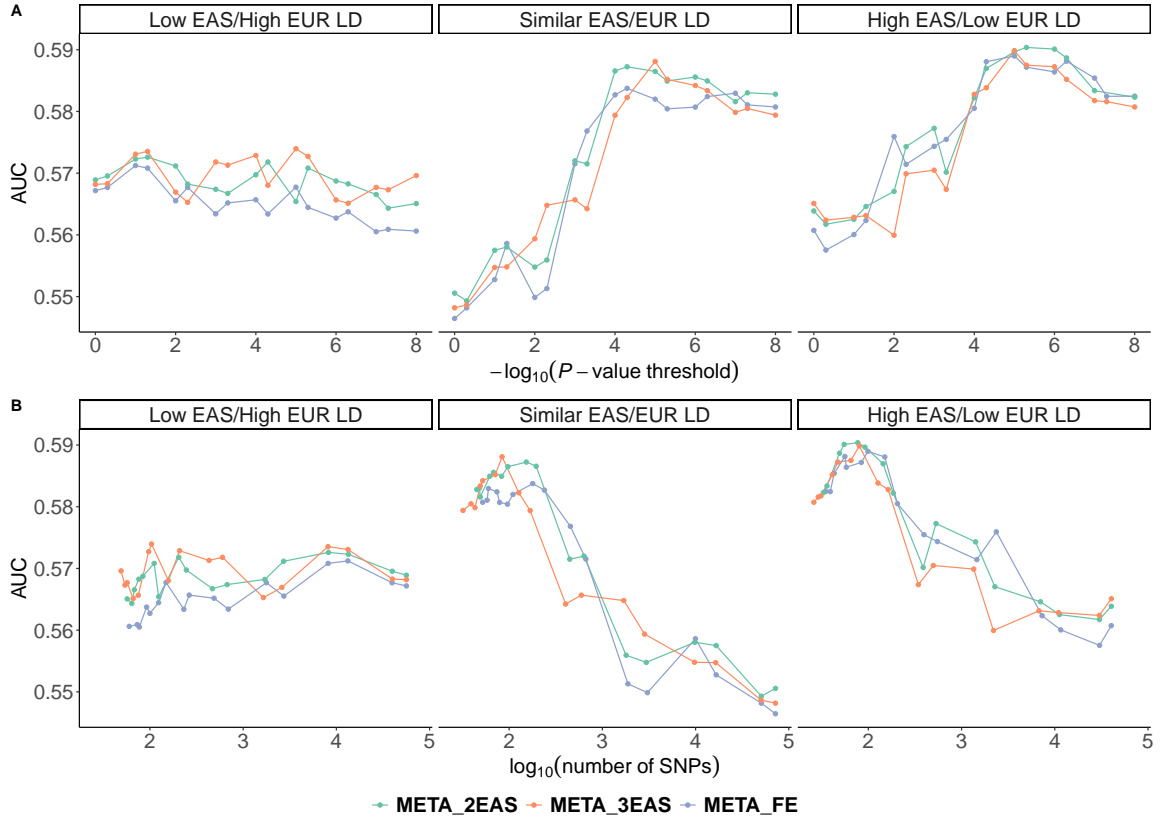 A
Low EAS/High EUR LD
Similar EAS/EUR LD
High EAS/Low EUR LD
AUC
0.59
0.58
0.57
0.56
0.55
0 2 4 6 8
0 2 4 6 8
0 2 4 6 8
−log10(P − value threshold)
B
Low EAS/High EUR LD
Similar EAS/EUR LD
High EAS/Low EUR LD
AUC
0.59
0.58
0.57
0.56
0.55
2 3 4 5
2 3 4 5
2 3 4 5
log10(number of SNPs)
META_2EAS META_3EAS META_FE